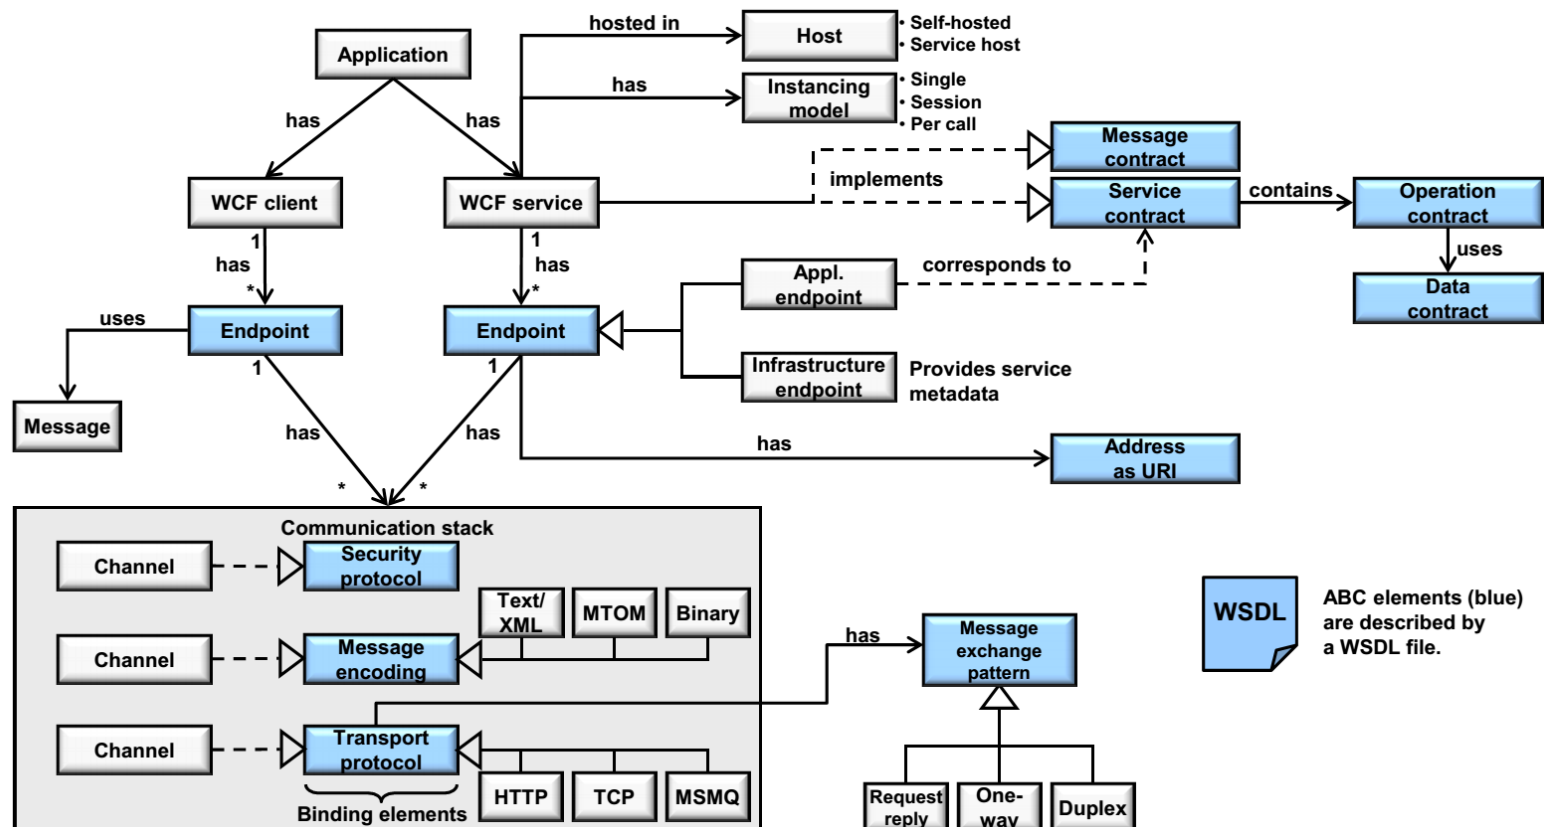 hosted in
Host
• Self-hosted
• Service host
Application
has
Instancing
model
• Single
• Session
• Per call
has
has
Message
contract
implements
WCF client
WCF service
Service
contract
contains
Operation
contract
1
has
*
1
has
*
uses
Appl.
endpoint
corresponds to
Data
contract
uses
Endpoint
Endpoint
1
1
Infrastructure
endpoint
Provides service
metadata
Message
has
has
has
Address
as URI
*
*
Communication stack
Channel
Security
protocol
Text/
XML
MTOM
Binary
Channel
Message
encoding
has
Message
exchange
pattern
WSDL
ABC elements (blue)
are described by
a WSDL file.
Channel
Transport
protocol
HTTP
TCP
MSMQ
Binding elements
Request
reply
One-
way
Duplex